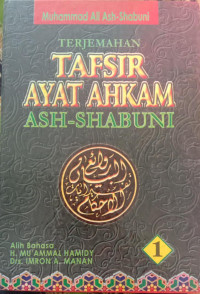 Muhammad Ali Ash-Shabuni
TERJEMAHAN
TAFSIR
AYAT AHKAM
ASH-SHABUNI
Alih Bahasa
H. MU'AMMAL HAMIDY
Drs. IMRON A. MANAN
1